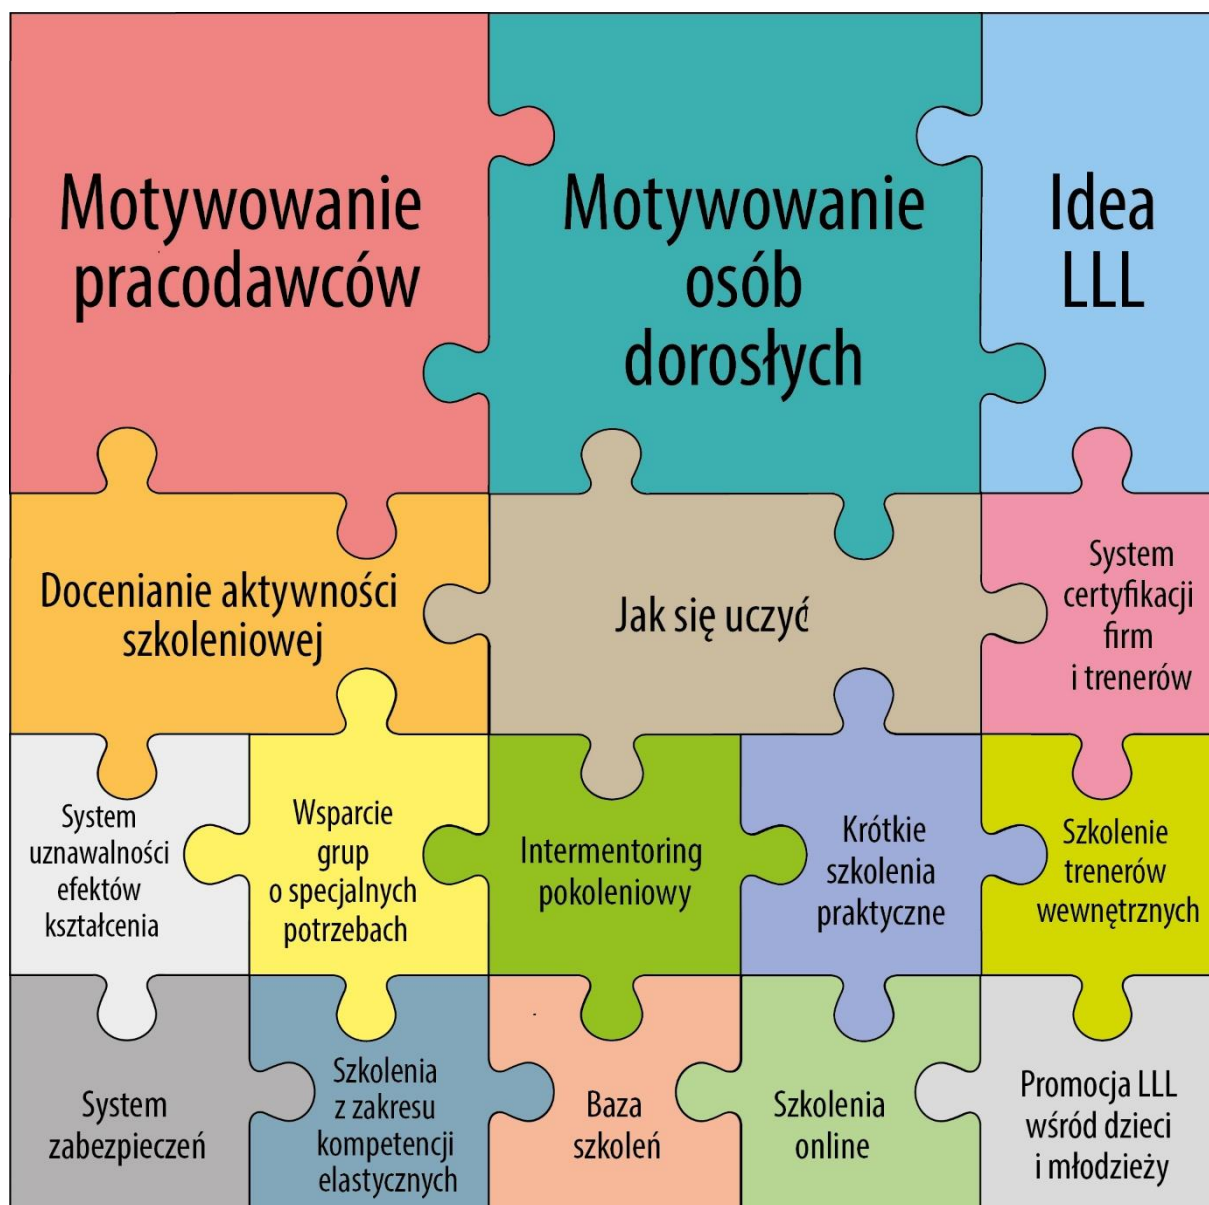 Motywowanie
pracodawców
Motywowanie
osób
dorosłych
Idea
LLL
Docenianie aktywności
szkoleniowej
Jak się uczyć
System
certyfikacji
firm
i trenerów
System
uznawalności
efektów
kształcenia
Wsparcie
grup
o specjalnych
potrzebach
Intermentoring
pokoleniowy
Krótkie
szkolenia
praktyczne
Szkolenie
trenerów
wewnętrznych
System
zabezpieczeń
Szkolenia
z zakresu
kompetencji
elastycznych
Baza
szkoleń
Szkolenia
online
Promocja LLL
wśród dzieci
i młodzieży